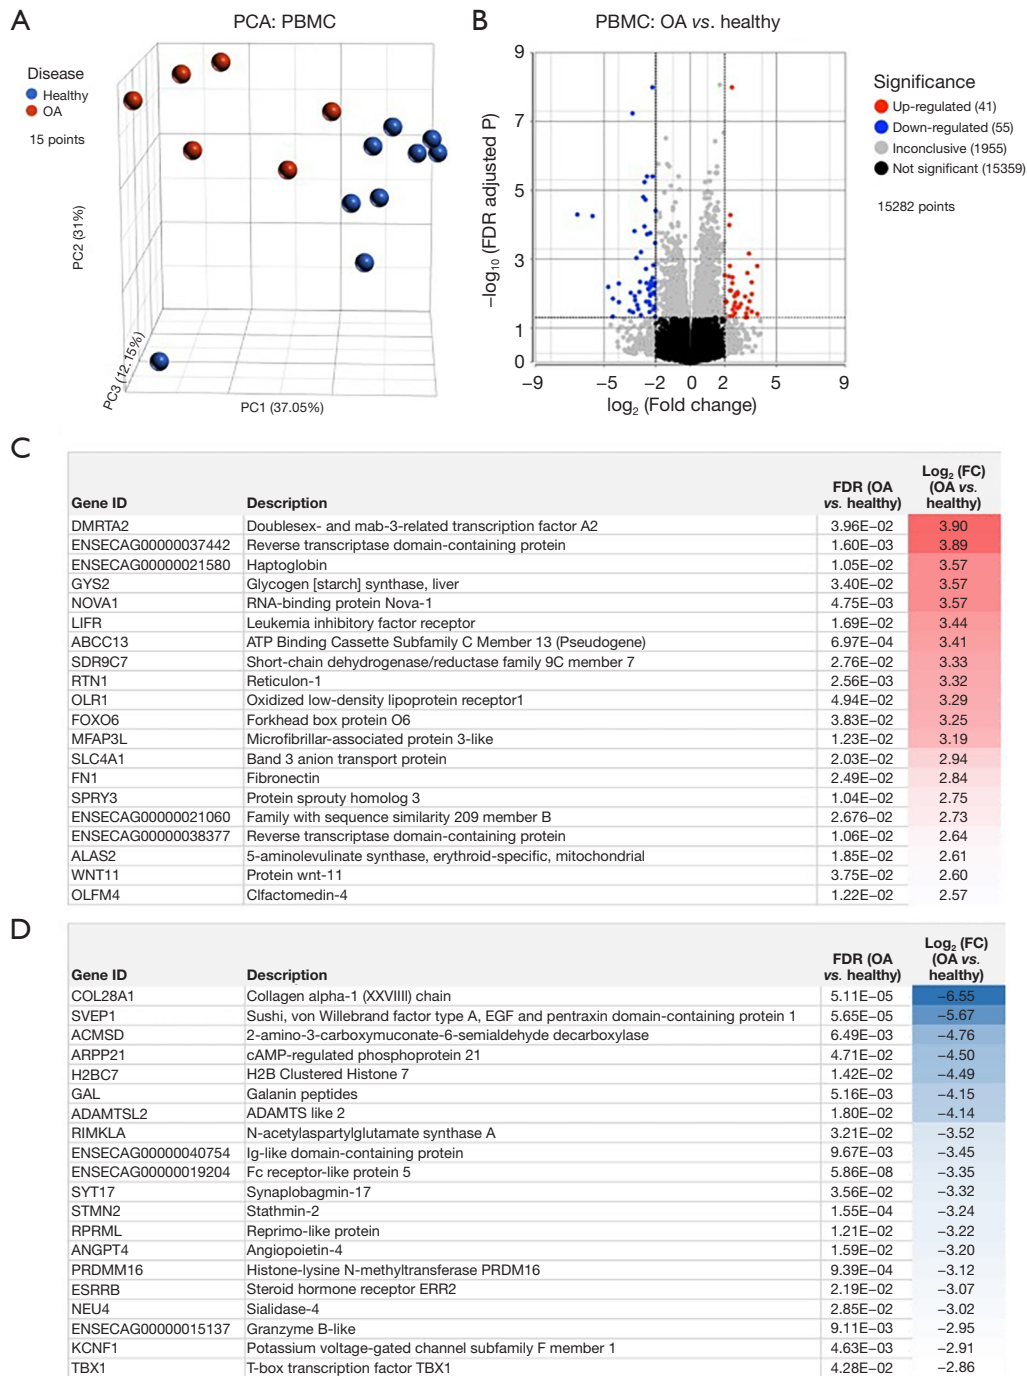 A
PCA: PBMC
Disease
Healthy
OA
15 points
PC2 (31%)
PC3 (12.15%)
PC1 (37.05%)
B
PBMC: OA vs. healthy
9
7
5
3
1
0
−log10 (FDR adjusted P)
−9 −5 −2 0 2 5 9
log2 (Fold change)
Significance
Up-regulated (41)
Down-regulated (55)
Inconclusive (1955)
Not significant (15359)
15282 points
C
Gene ID Description FDR (OA vs. healthy) Log2 (FC) (OA vs. healthy)
DMRTA2 Doublesex- and mab-3-related transcription factor A2 3.96E−02 3.90
ENSECAG00000037442 Reverse transcriptase domain-containing protein 1.60E−03 3.89
ENSECAG00000021580 Haptoglobin 1.05E−02 3.57
GYS2 Glycogen [starch] synthase, liver 3.40E−02 3.57
NOVA1 RNA-binding protein Nova-1 4.75E−03 3.57
LIFR Leukemia inhibitory factor receptor 1.69E−02 3.44
ABCC13 ATP Binding Cassette Subfamily C Member 13 (Pseudogene) 6.97E−04 3.41
SDR9C7 Short-chain dehydrogenase/reductase family 9C member 7 2.76E−02 3.33
RTN1 Reticulon-1 2.56E−03 3.32
OLR1 Oxidized low-density lipoprotein receptor1 4.94E−02 3.29
FOXO6 Forkhead box protein O6 3.83E−02 3.25
MFAP3L Microfibrillar-associated protein 3-like 1.23E−02 3.19
SLC4A1 Band 3 anion transport protein 2.03E−02 2.94
FN1 Fibronectin 2.49E−02 2.84
SPRY3 Protein sprouty homolog 3 1.04E−02 2.75
ENSECAG00000021060 Family with sequence similarity 209 member B 2.676−02 2.73
ENSECAG00000038377 Reverse transcriptase domain-containing protein 1.06E−02 2.64
ALAS2 5-aminolevulinate synthase, erythroid-specific, mitochondrial 1.85E−02 2.61
WNT11 Protein wnt-11 3.75E−02 2.60
OLFM4 Clfactomedin-4 1.22E−02 2.57
D
Gene ID Description FDR (OA vs. healthy) Log2 (FC) (OA vs. healthy)
COL28A1 Collagen alpha-1 (XXVIIII) chain 5.11E−05 −6.55
SVEP1 Sushi, von Willebrand factor type A, EGF and pentraxin domain-containing protein 1 5.65E−05 −5.67
ACMSD 2-amino-3-carboxymuconate-6-semialdehyde decarboxylase 6.49E−03 −4.76
ARPP21 cAMP-regulated phosphoprotein 21 4.71E−02 −4.50
H2BC7 H2B Clustered Histone 7 1.42E−02 −4.49
GAL Galanin peptides 5.16E−03 −4.15
ADAMTSL2 ADAMTS like 2 1.80E−02 −4.14
RIMKLA N-acetylaspartylglutamate synthase A 3.21E−02 −3.52
ENSECAG00000040754 Ig-like domain-containing protein 9.67E−03 −3.45
ENSECAG00000019204 Fc receptor-like protein 5 5.86E−08 −3.35
SYT17 Synaplobagmin-17 3.56E−02 −3.32
STMN2 Stathmin-2 1.55E−04 −3.24
RPRML Reprimo-like protein 1.21E−02 −3.22
ANGPT4 Angiopoietin-4 1.59E−02 −3.20
PRDMM16 Histone-lysine N-methyltransferase PRDM16 9.39E−04 −3.12
ESRRB Steroid hormone receptor ERR2 2.19E−02 −3.07
NEU4 Sialidase-4 2.85E−02 −3.02
ENSECAG00000015137 Granzyme B-like 9.11E−03 −2.95
KCNF1 Potassium voltage-gated channel subfamily F member 1 4.63E−03 −2.91
TBX1 T-box transcription factor TBX1 4.28E−02 −2.86